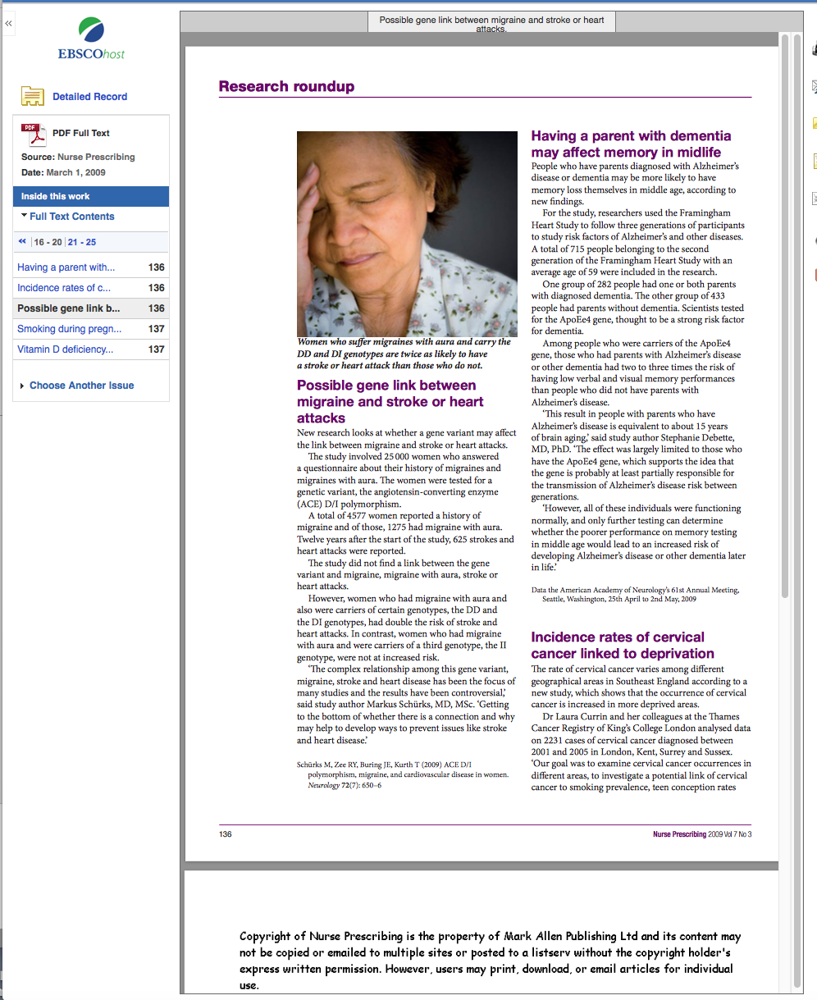 Possible gene link between migraine and stroke or heart
attacks.
EBSCOhost
Detailed Record
PDF
PDF Full Text
Source: Nurse Prescribing
Date: March 1, 2009
Inside this work
Full Text Contents
16 - 20 | 21 - 25
Having a parent with... 136
Incidence rates of c... 136
Possible gene link b... 136
Smoking during pregn... 137
Vitamin D deficiency... 137
Choose Another Issue
Research roundup
Women who suffer migraines with aura and carry the
DD and DI genotypes are twice as likely to have
a stroke or heart attack than those who do not.
Possible gene link between
migraine and stroke or heart
attacks
New research looks at whether a gene variant may affect
the link between migraine and stroke or heart attacks.
The study involved 25 000 women who answered
a questionnaire about their history of migraines and
migraines with aura. The women were tested for a
genetic variant, the angiotensin-converting enzyme
(ACE) D/I polymorphism.
A total of 4577 women reported a history of
migraine and of those, 1275 had migraine with aura.
Twelve years after the start of the study, 625 strokes and
heart attacks were reported.
The study did not find a link between the gene
variant and migraine, migraine with aura, stroke or
heart attacks.
However, women who had migraine with aura and
also were carriers of certain genotypes, the DD and
the DI genotypes, had double the risk of stroke and
heart attacks. In contrast, women who had migraine
with aura and were carriers of a third genotype, the II
genotype, were not at increased risk.
‘The complex relationship among this gene variant,
migraine, stroke and heart disease has been the focus of
many studies and the results have been controversial,’
said study author Markus Schürks, MD, MSc. ‘Getting
to the bottom of whether there is a connection and why
may help to develop ways to prevent issues like stroke
and heart disease.’
Schürks M, Zee RY, Buring JE, Kurth T (2009) ACE D/I
polymorphism, migraine, and cardiovascular disease in women.
Neurology 72(7): 650–6
Having a parent with dementia
may affect memory in midlife
People who have parents diagnosed with Alzheimer’s
disease or dementia may be more likely to have
memory loss themselves in middle age, according to
new findings.
For the study, researchers used the Framingham
Heart Study to follow three generations of participants
to study risk factors of Alzheimer’s and other diseases.
A total of 715 people belonging to the second
generation of the Framingham Heart Study with an
average age of 59 were included in the research.
One group of 282 people had one or both parents
with diagnosed dementia. The other group of 433
people had parents without dementia. Scientists tested
for the ApoEe4 gene, thought to be a strong risk factor
for dementia.
Among people who were carriers of the ApoEe4
gene, those who had parents with Alzheimer’s disease
or other dementia had two to three times the risk of
having low verbal and visual memory performances
than people who did not have parents with
Alzheimer’s disease.
‘This result in people with parents who have
Alzheimer’s disease is equivalent to about 15 years
of brain aging,’ said study author Stephanie Debette,
MD, PhD. ‘The effect was largely limited to those who
have the ApoEe4 gene, which supports the idea that
the gene is probably at least partially responsible for
the transmission of Alzheimer’s disease risk between
generations.
‘However, all of these individuals were functioning
normally, and only further testing can determine
whether the poorer performance on memory testing
in middle age would lead to an increased risk of
developing Alzheimer’s disease or other dementia later
in life.’
Data the American Academy of Neurology’s 61st Annual Meeting,
Seattle, Washington, 25th April to 2nd May, 2009
Incidence rates of cervical
cancer linked to deprivation
The rate of cervical cancer varies among different
geographical areas in Southeast England according to a
new study, which shows that the occurrence of cervical
cancer is increased in more deprived areas.
Dr Laura Currin and her colleagues at the Thames
Cancer Registry of King’s College London analysed data
on 2231 cases of cervical cancer diagnosed between
2001 and 2005 in London, Kent, Surrey and Sussex.
‘Our goal was to examine cervical cancer occurrences in
different areas, to investigate a potential link of cervical
cancer to smoking prevalence, teen conception rates
136
Nurse Prescribing 2009 Vol 7 No 3
Copyright of Nurse Prescribing is the property of Mark Allen Publishing Ltd and its content may
not be copied or emailed to multiple sites or posted to a listserv without the copyright holder's
express written permission. However, users may print, download, or email articles for individual
use.